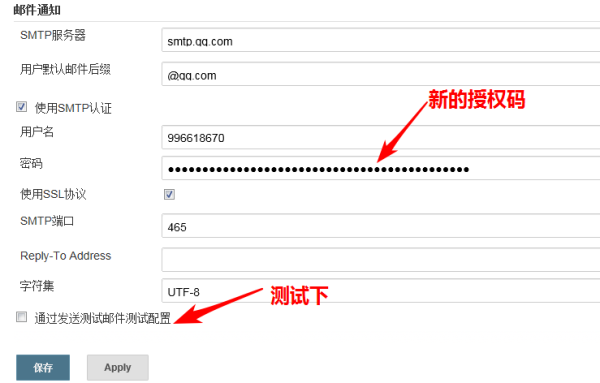 邮件通知
SMTP服务器
smtp.qq.com
用户默认邮件后缀
@qq.com
新的授权码
使用SMTP认证
用户名
996618670
密码
使用SSL协议
SMTP端口
465
Reply-To Address
字符集
UTF-8
测试下
通过发送测试邮件测试配置
保存
Apply